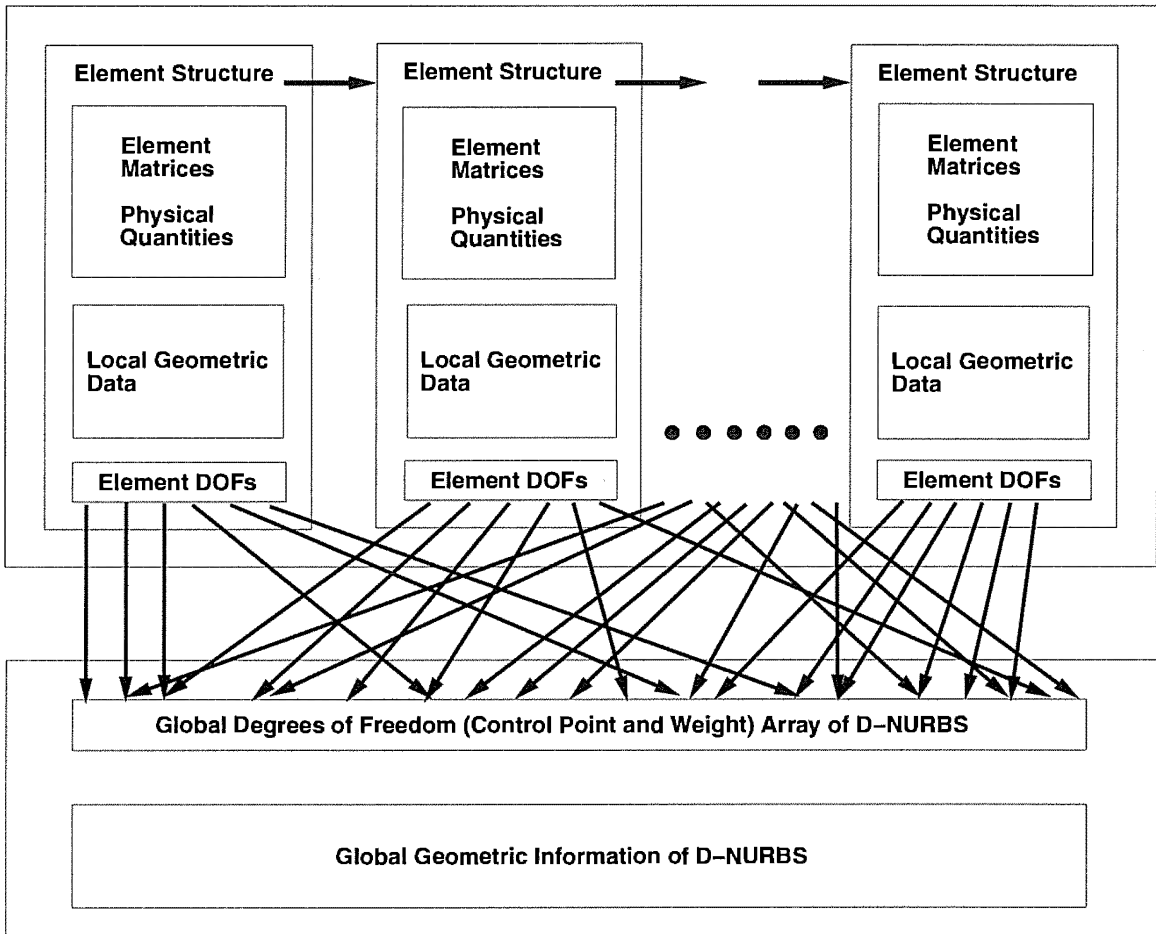 Element Structure
Element
Matrices
Physical
Quantities
Local Geometric
Data
Element DOFs
Element Structure
Element
Matrices
Physical
Quantities
Local Geometric
Data
Element DOFs
Element Structure
Element
Matrices
Physical
Quantities
Local Geometric
Data
Element DOFs
Global Degrees of Freedom (Control Point and Weight) Array of D–NURBS
Global Geometric Information of D–NURBS